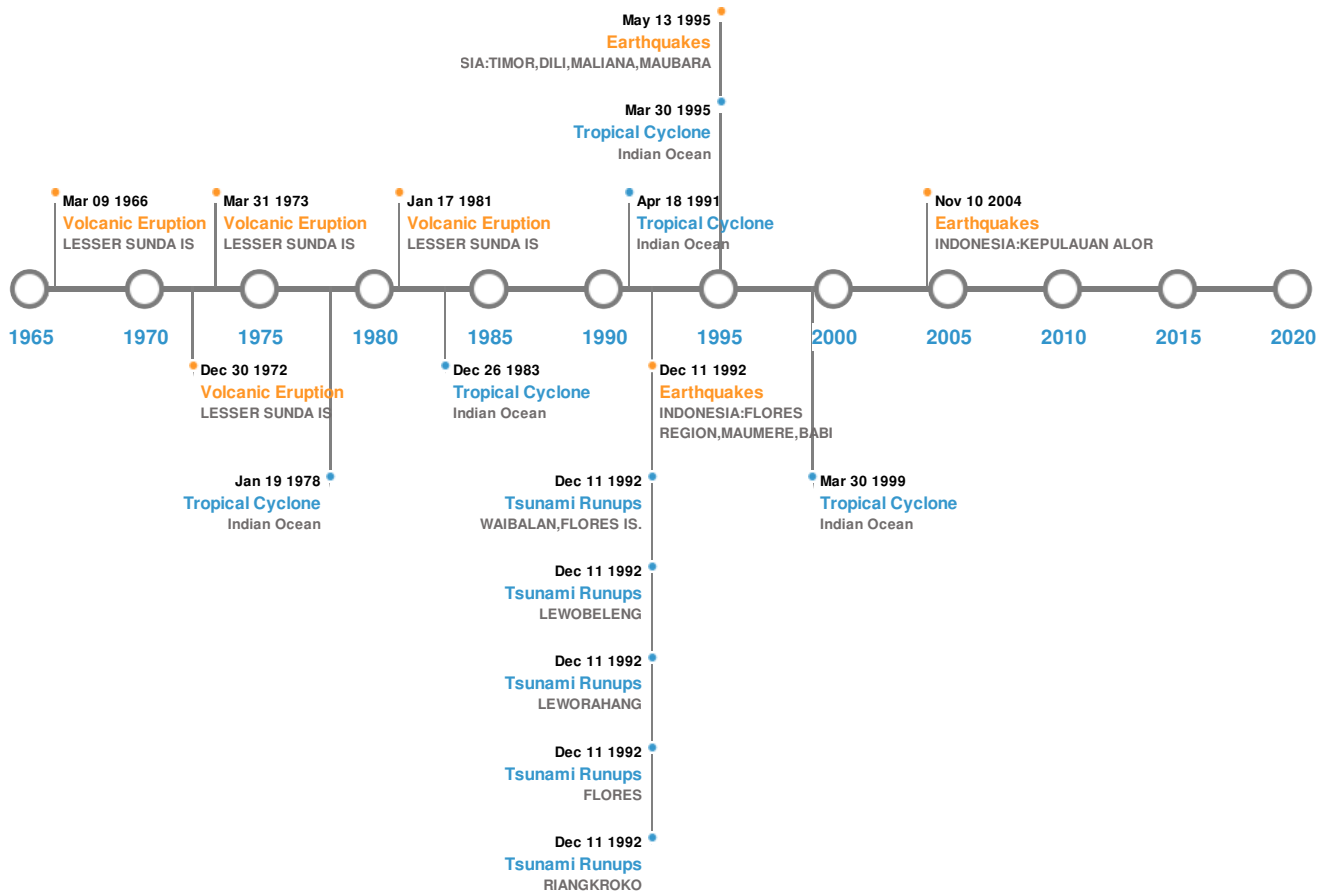 May 13 1995
Earthquakes
SIA:TIMOR,DILI,MALIANA,MAUBARA
Mar 30 1995
Tropical Cyclone
Indian Ocean
Mar 09 1966
Volcanic Eruption
LESSER SUNDA IS
Mar 31 1973
Volcanic Eruption
LESSER SUNDA IS
Jan 17 1981
Volcanic Eruption
LESSER SUNDA IS
Apr 18 1991
Tropical Cyclone
Indian Ocean
Nov 10 2004
Earthquakes
INDONESIA:KEPULAUAN ALOR
1965 1970 1975 1980 1985 1990 1995 2000 2005 2010 2015 2020
Dec 30 1972
Volcanic Eruption
LESSER SUNDA IS
Dec 26 1983
Tropical Cyclone
Indian Ocean
Dec 11 1992
Earthquakes
INDONESIA:FLORES
REGION,MAUMERE,BABI
Jan 19 1978
Tropical Cyclone
Indian Ocean
Dec 11 1992
Tsunami Runups
WAIBALAN,FLORES IS.
Mar 30 1999
Tropical Cyclone
Indian Ocean
Dec 11 1992
Tsunami Runups
LEWOBELENG
Dec 11 1992
Tsunami Runups
LEWORAHANG
Dec 11 1992
Tsunami Runups
FLORES
Dec 11 1992
Tsunami Runups
RIANGKROKO